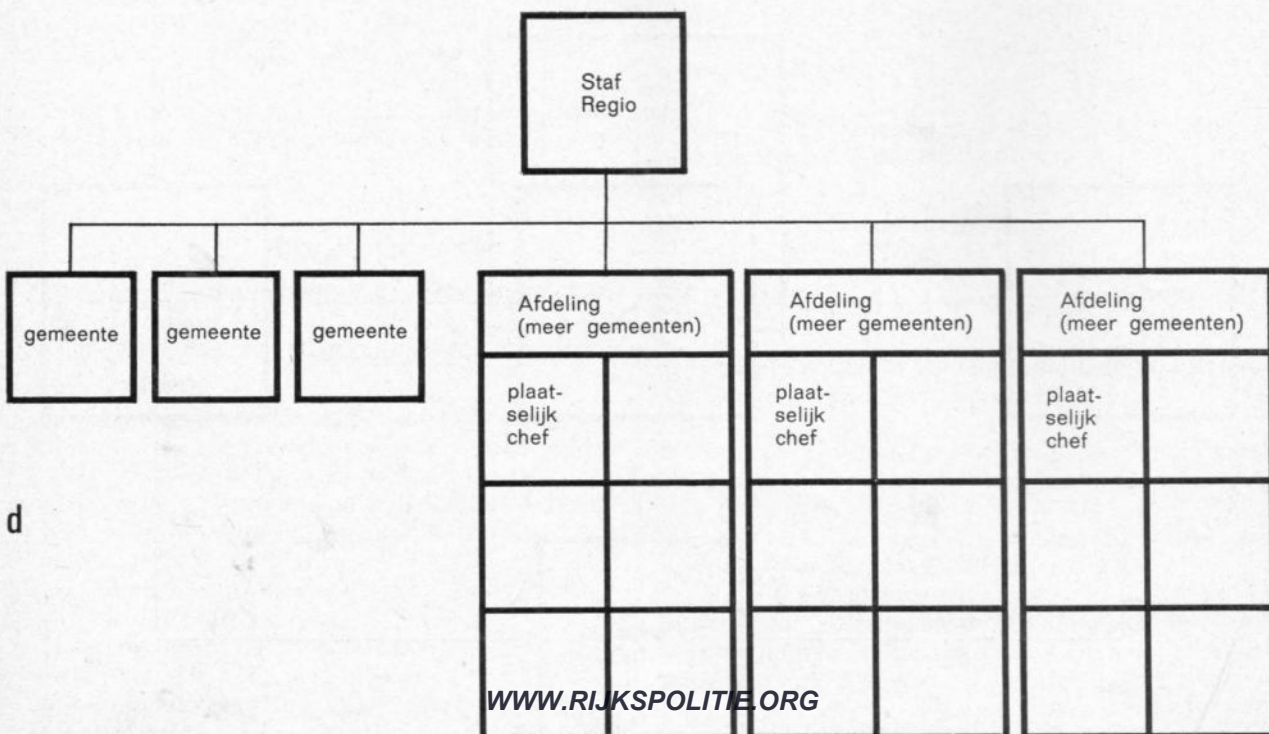 Staf
Regio
gemeente
gemeente
gemeente
Afdeling
(meer gemeenten)
Afdeling
(meer gemeenten)
Afdeling
(meer gemeenten)
plaat-
selijk
chef
plaat-
selijk
chef
plaat-
selijk
chef
d
WWW.RIJKSPOLITIE.ORG